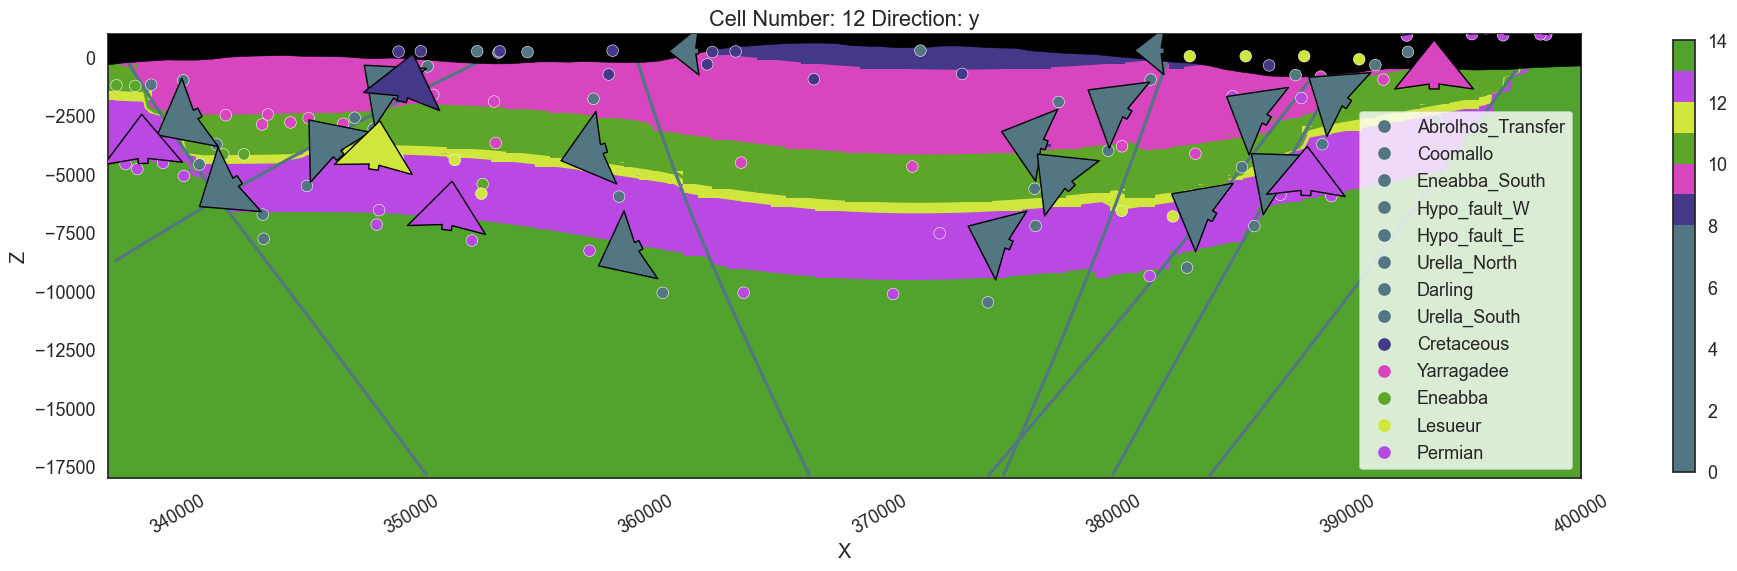 Cell Number: 12 Direction: y
Z
0
−2500
−5000
−7500
−10000
−12500
−15000
−17500
340000
350000
360000
370000
380000
390000
400000
X
Abrolhos_Transfer
Coomallo
Eneabba_South
Hypo_fault_W
Hypo_fault_E
Urella_North
Darling
Urella_South
Cretaceous
Yarragadee
Eneabba
Lesueur
Permian
14
12
10
8
6
4
2
0